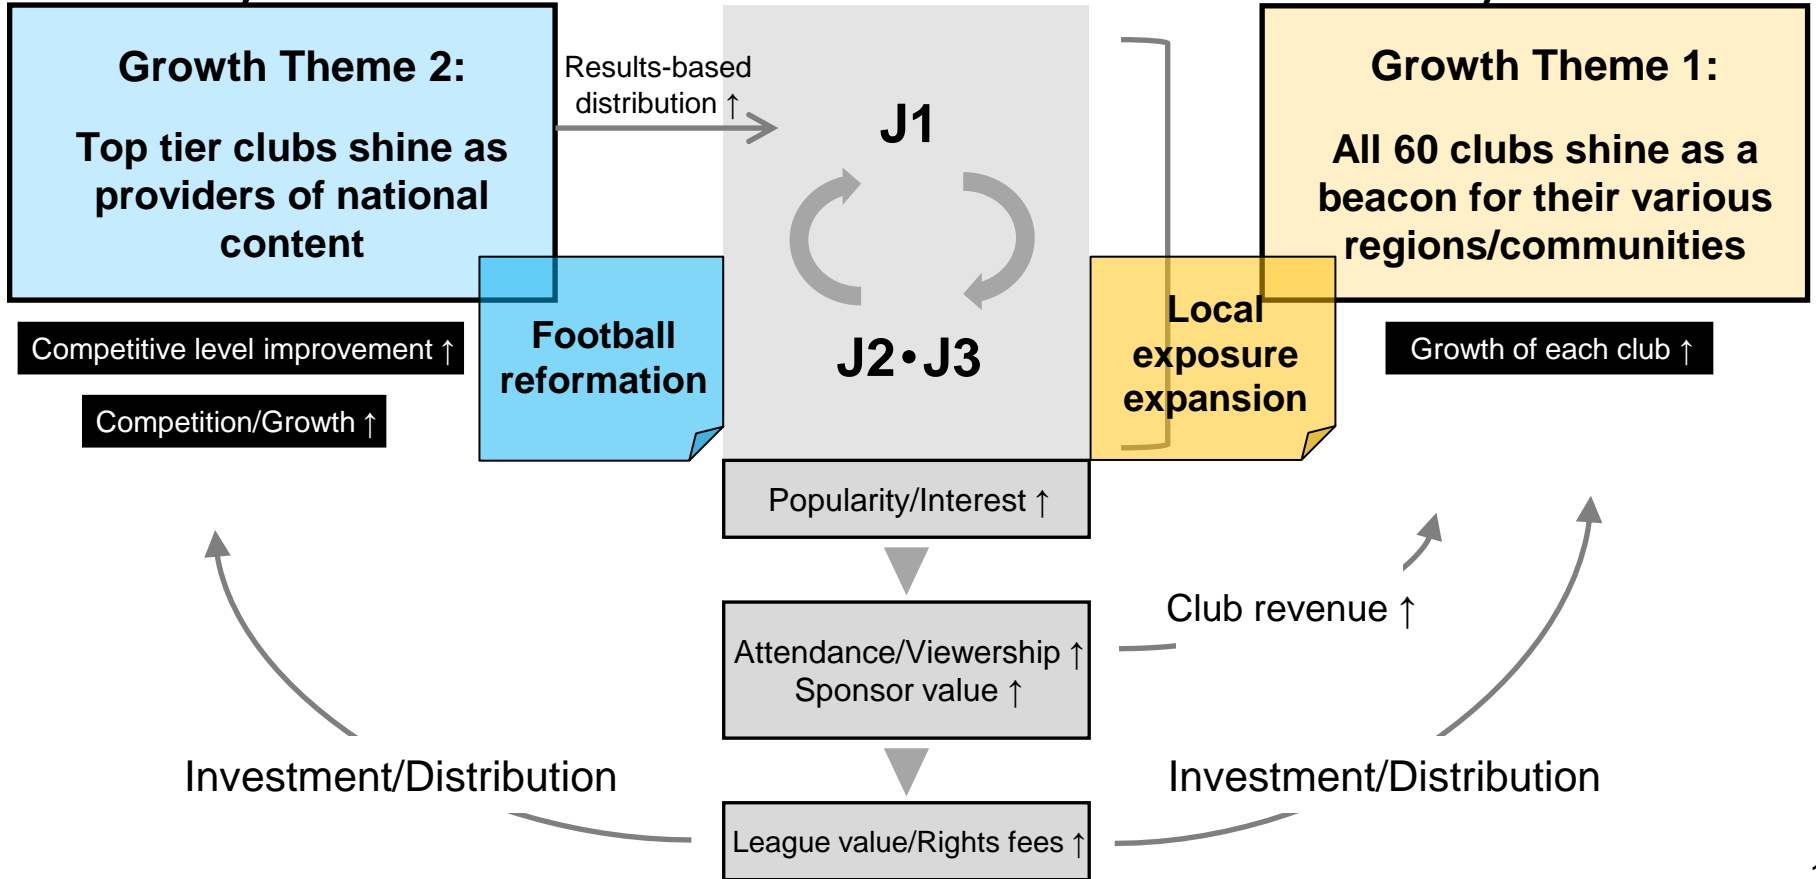 Growth Theme 2:
Top tier clubs shine as
providers of national
content
Results-based
distribution ↑
J1
J2・J3
Growth Theme 1:
All 60 clubs shine as a
beacon for their various
regions/communities
Football
reformation
Local
exposure
expansion
Competitive level improvement ↑
Competition/Growth ↑
Growth of each club ↑
Popularity/Interest ↑
Attendance/Viewership ↑
Sponsor value ↑
Club revenue ↑
Investment/Distribution
Investment/Distribution
League value/Rights fees ↑